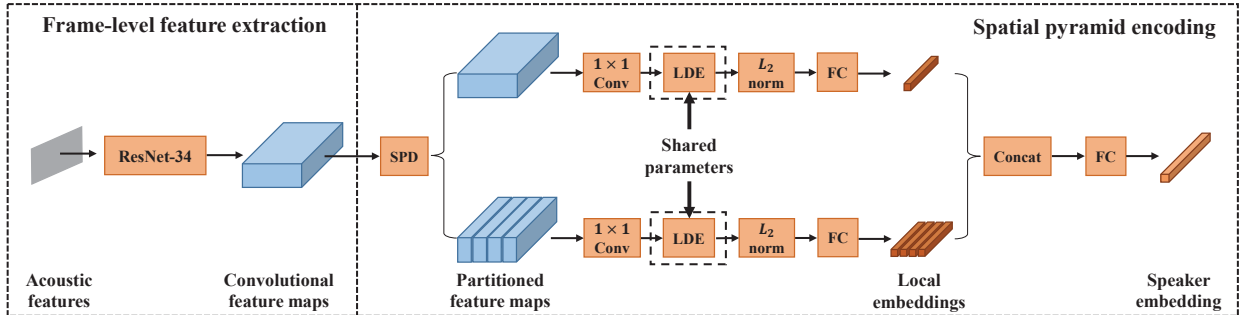 Frame-level feature extraction
Spatial pyramid encoding
ResNet-34
SPD
1 × 1
Conv
LDE
L₂
norm
FC
Shared
parameters
1 × 1
Conv
LDE
L₂
norm
FC
Concat
FC
Acoustic
features
Convolutional
feature maps
Partitioned
feature maps
Local
embeddings
Speaker
embedding